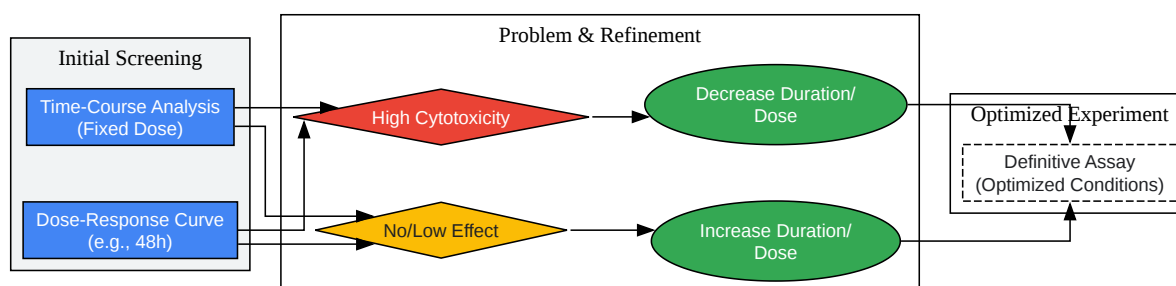 Initial Screening
Time-Course Analysis
(Fixed Dose)
Dose-Response Curve
(e.g., 48h)
Problem & Refinement
High Cytotoxicity
No/Low Effect
Decrease Duration/
Dose
Increase Duration/
Dose
Optimized Experiment
Definitive Assay
(Optimized Conditions)